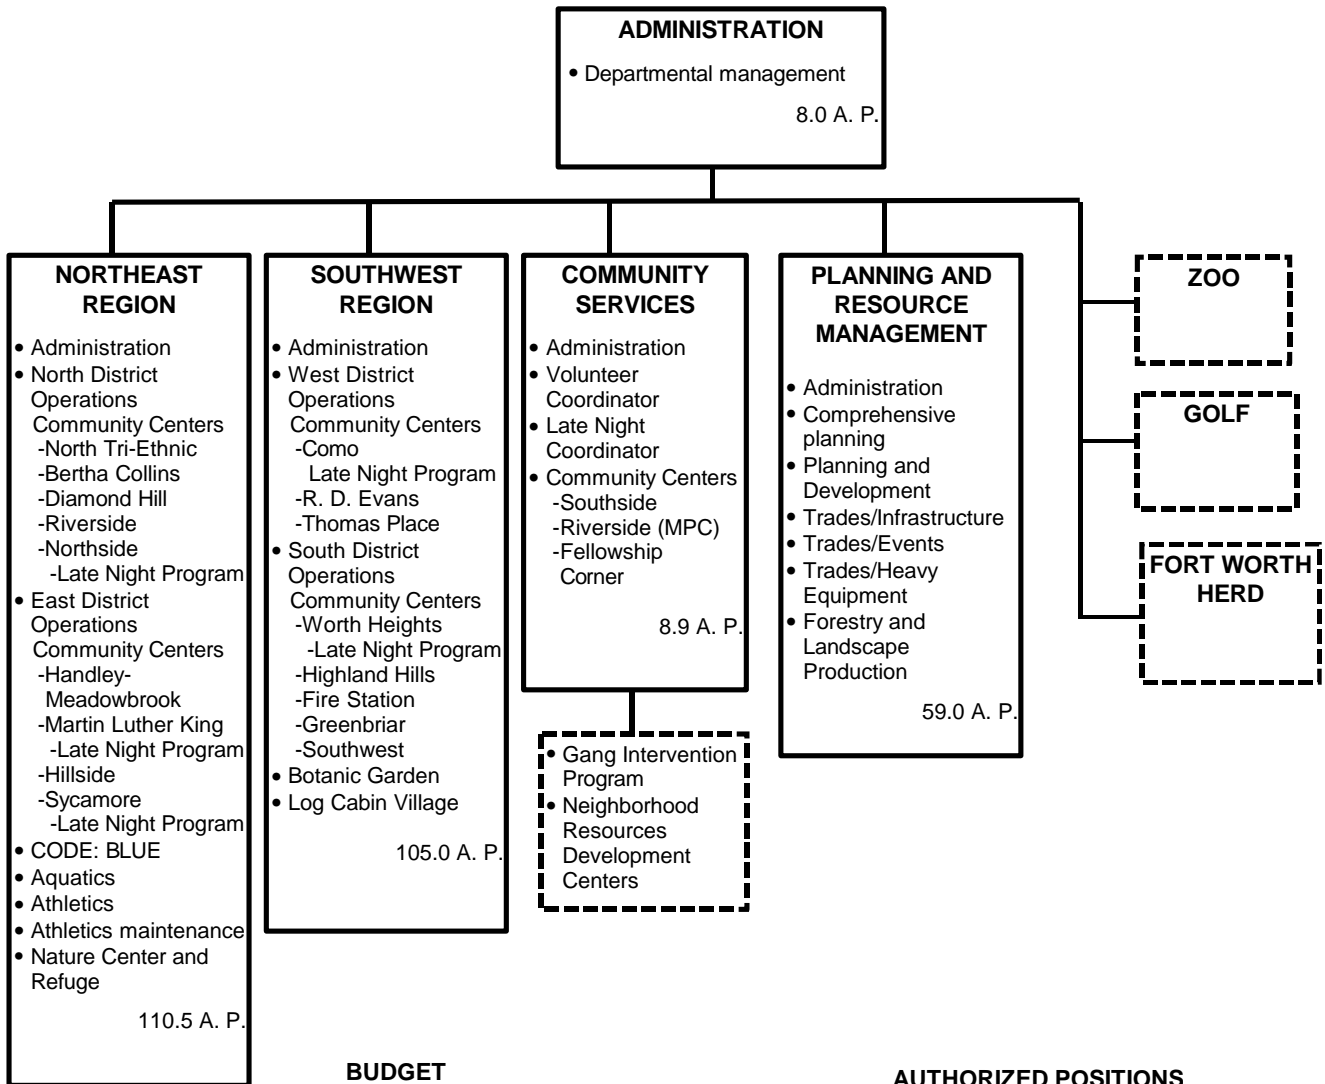 ADMINISTRATION
• Departmental management
8.0 A. P.
NORTHEAST
REGION
• Administration
• North District
Operations
Community Centers
-North Tri-Ethnic
-Bertha Collins
-Diamond Hill
-Riverside
-Northside
-Late Night Program
• East District
Operations
Community Centers
-Handley-
Meadowbrook
-Martin Luther King
-Late Night Program
-Hillside
-Sycamore
-Late Night Program
• CODE: BLUE
• Aquatics
• Athletics
• Athletics maintenance
• Nature Center and
Refuge
110.5 A. P.
SOUTHWEST
REGION
• Administration
• West District
Operations
Community Centers
-Como
Late Night Program
-R. D. Evans
-Thomas Place
• South District
Operations
Community Centers
-Worth Heights
-Late Night Program
-Highland Hills
-Fire Station
-Greenbriar
-Southwest
• Botanic Garden
• Log Cabin Village
105.0 A. P.
COMMUNITY
SERVICES
• Administration
• Volunteer
Coordinator
• Late Night
Coordinator
• Community Centers
-Southside
-Riverside (MPC)
-Fellowship
Corner
8.9 A. P.
• Gang Intervention
Program
• Neighborhood
Resources
Development
Centers
PLANNING AND
RESOURCE
MANAGEMENT
• Administration
• Comprehensive
planning
• Planning and
Development
• Trades/Infrastructure
• Trades/Events
• Trades/Heavy
Equipment
• Forestry and
Landscape
Production
59.0 A. P.
ZOO
GOLF
FORT WORTH
HERD
BUDGET
AUTHORIZED POSITIONS